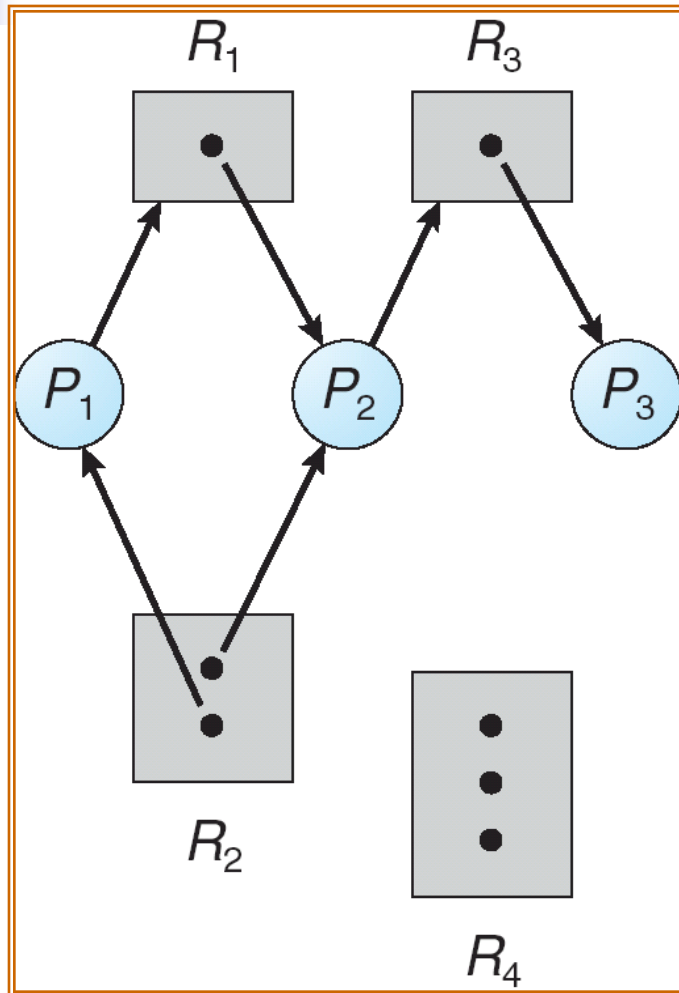 R₁ R₃
P₁ P₂ P₃
R₂
R₄